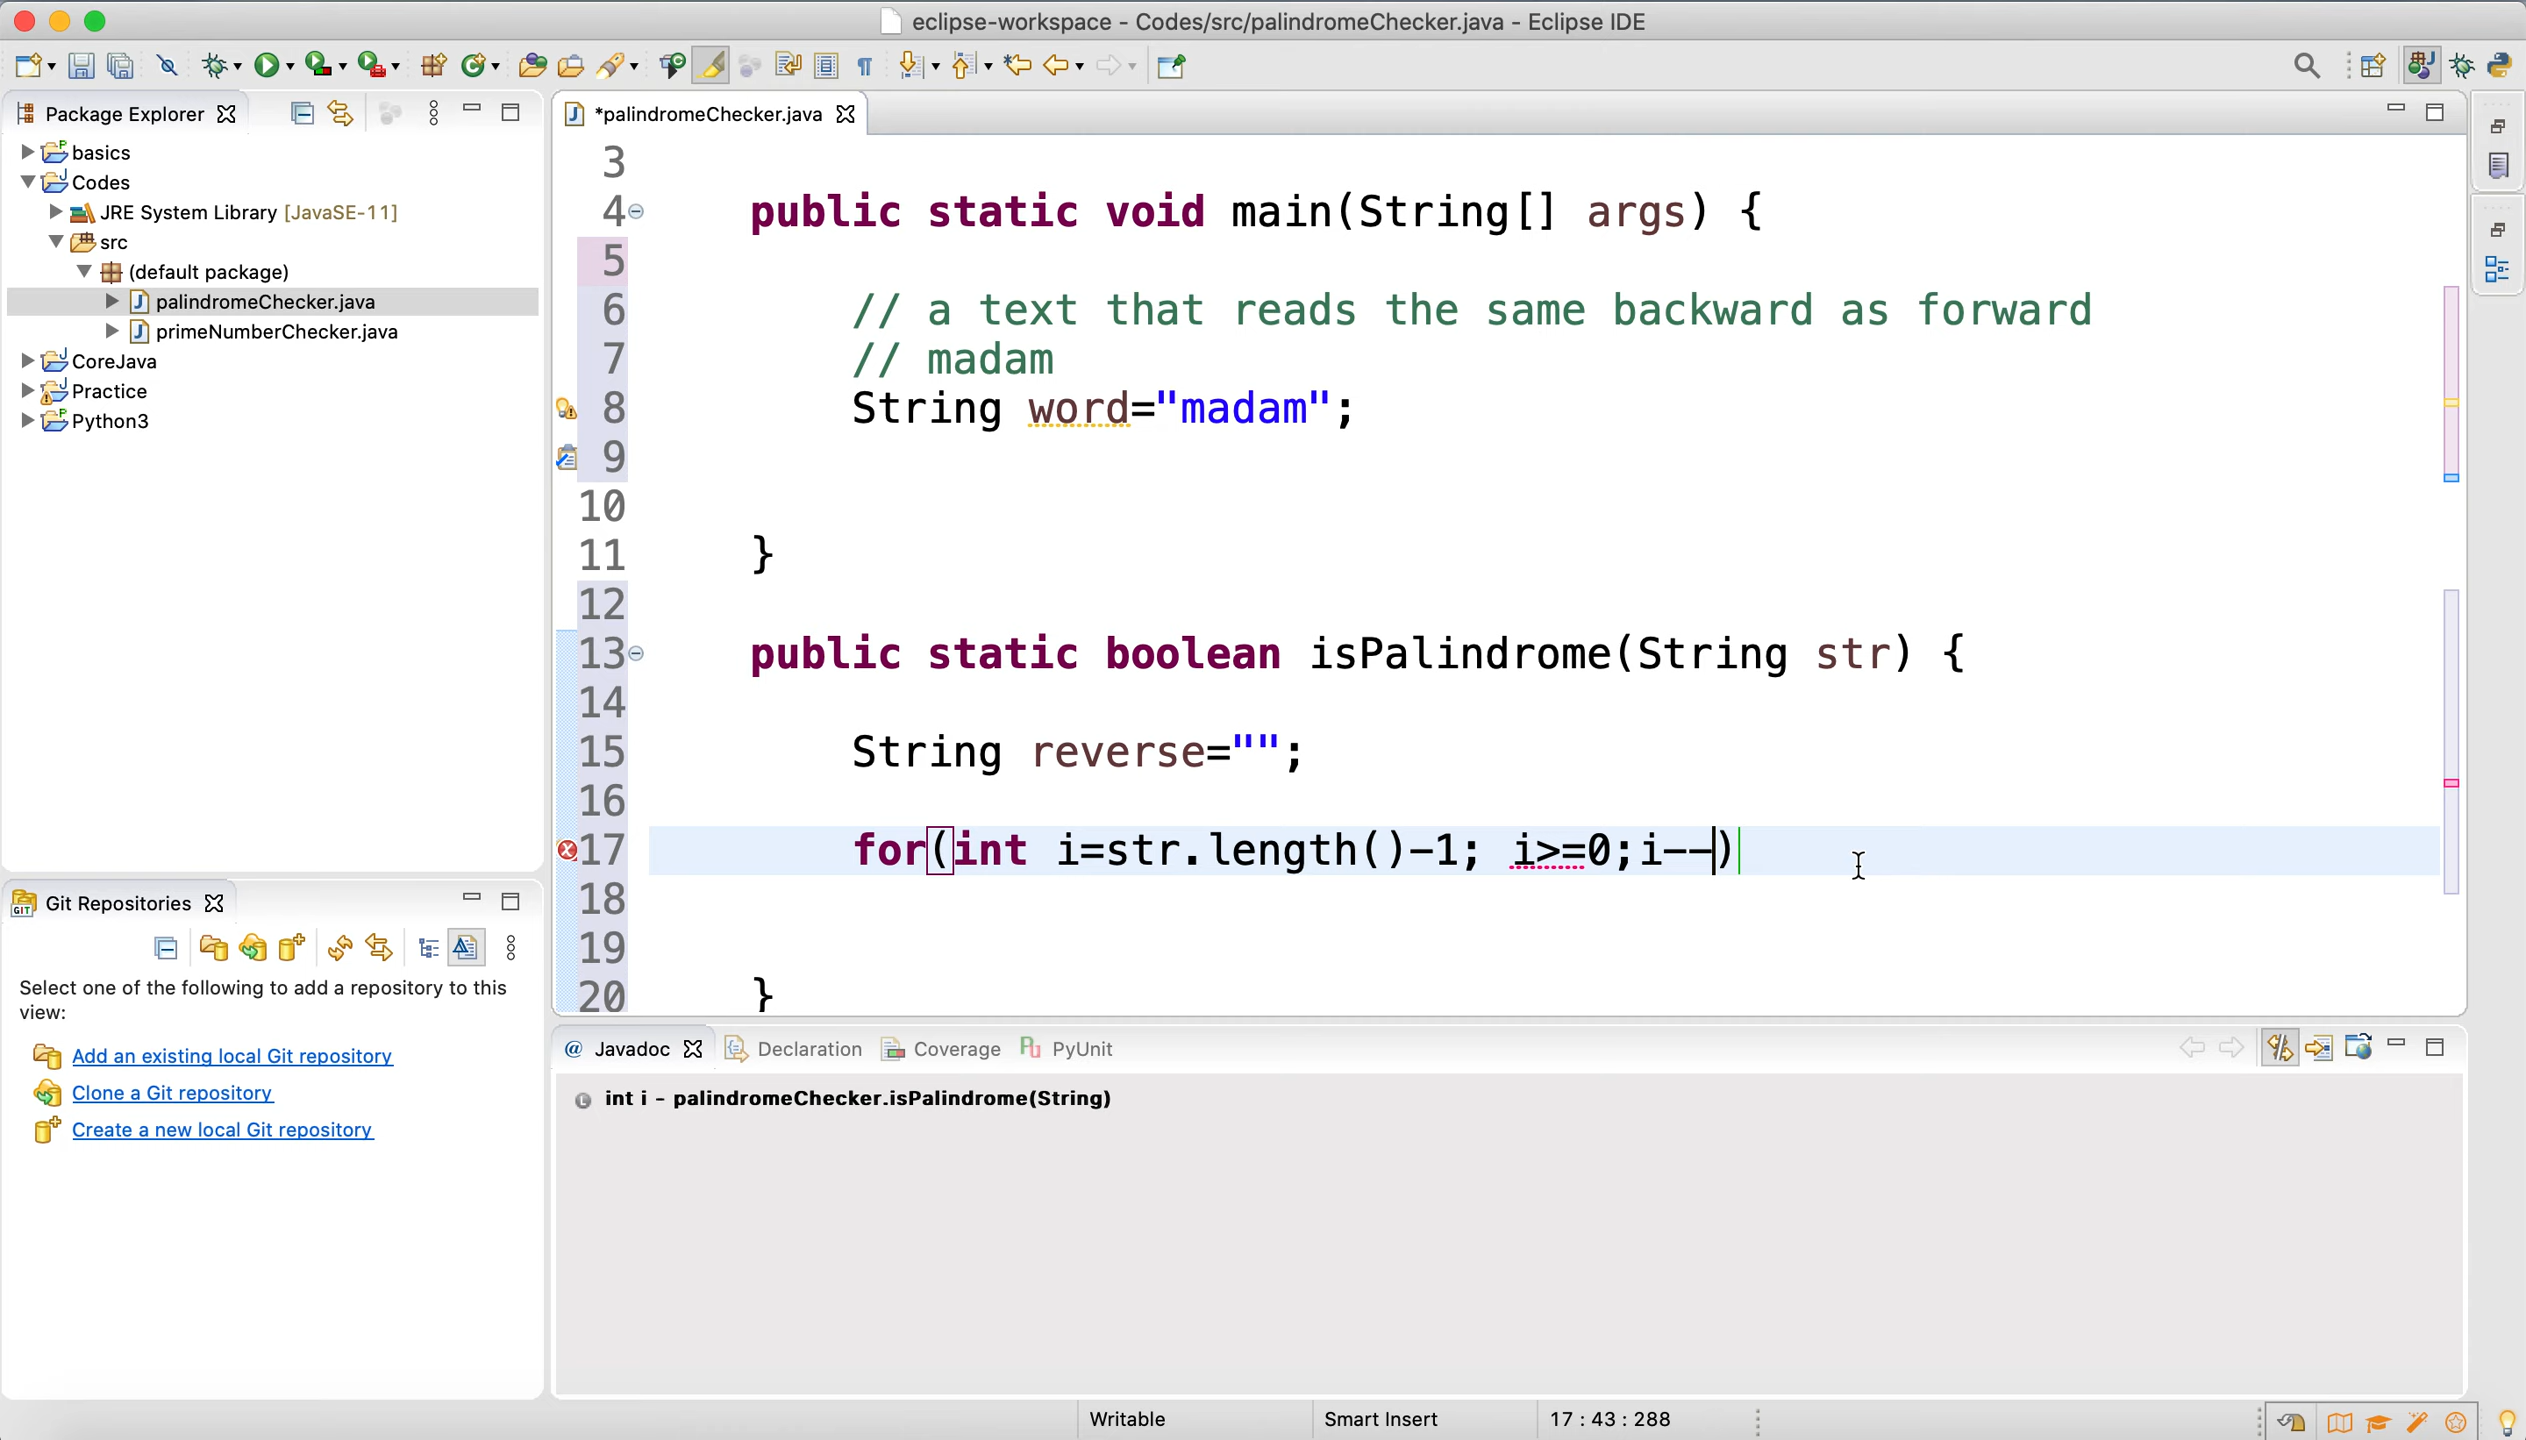 eclipse-workspace - Codes/src/palindromeChecker.java - Eclipse IDE
Package Explorer
basics
Codes
JRE System Library [JavaSE-11]
src
(default package)
palindromeChecker.java
primeNumberChecker.java
CoreJava
Practice
Python3
*palindromeChecker.java
3
4 public static void main(String[] args) {
5
6 // a text that reads the same backward as forward
7 // madam
8 String word="madam";
9
10
11 }
12
13 public static boolean isPalindrome(String str) {
14
15 String reverse="";
16
17 for(int i=str.length()-1; i>=0;i--)
18
19
20 }
GIT Git Repositories
Select one of the following to add a repository to this
view:
Add an existing local Git repository
Clone a Git repository
Create a new local Git repository
@ Javadoc
Declaration
Coverage
PyUnit
int i - palindromeChecker.isPalindrome(String)
Writable
Smart Insert
17 : 43 : 288